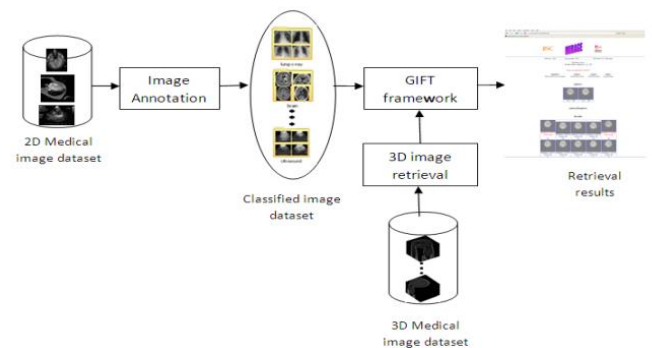 Image
Annotation
GIFT
framework
2D Medical
image dataset
Classified image
dataset
3D image
retrieval
Retrieval
results
3D Medical
image dataset